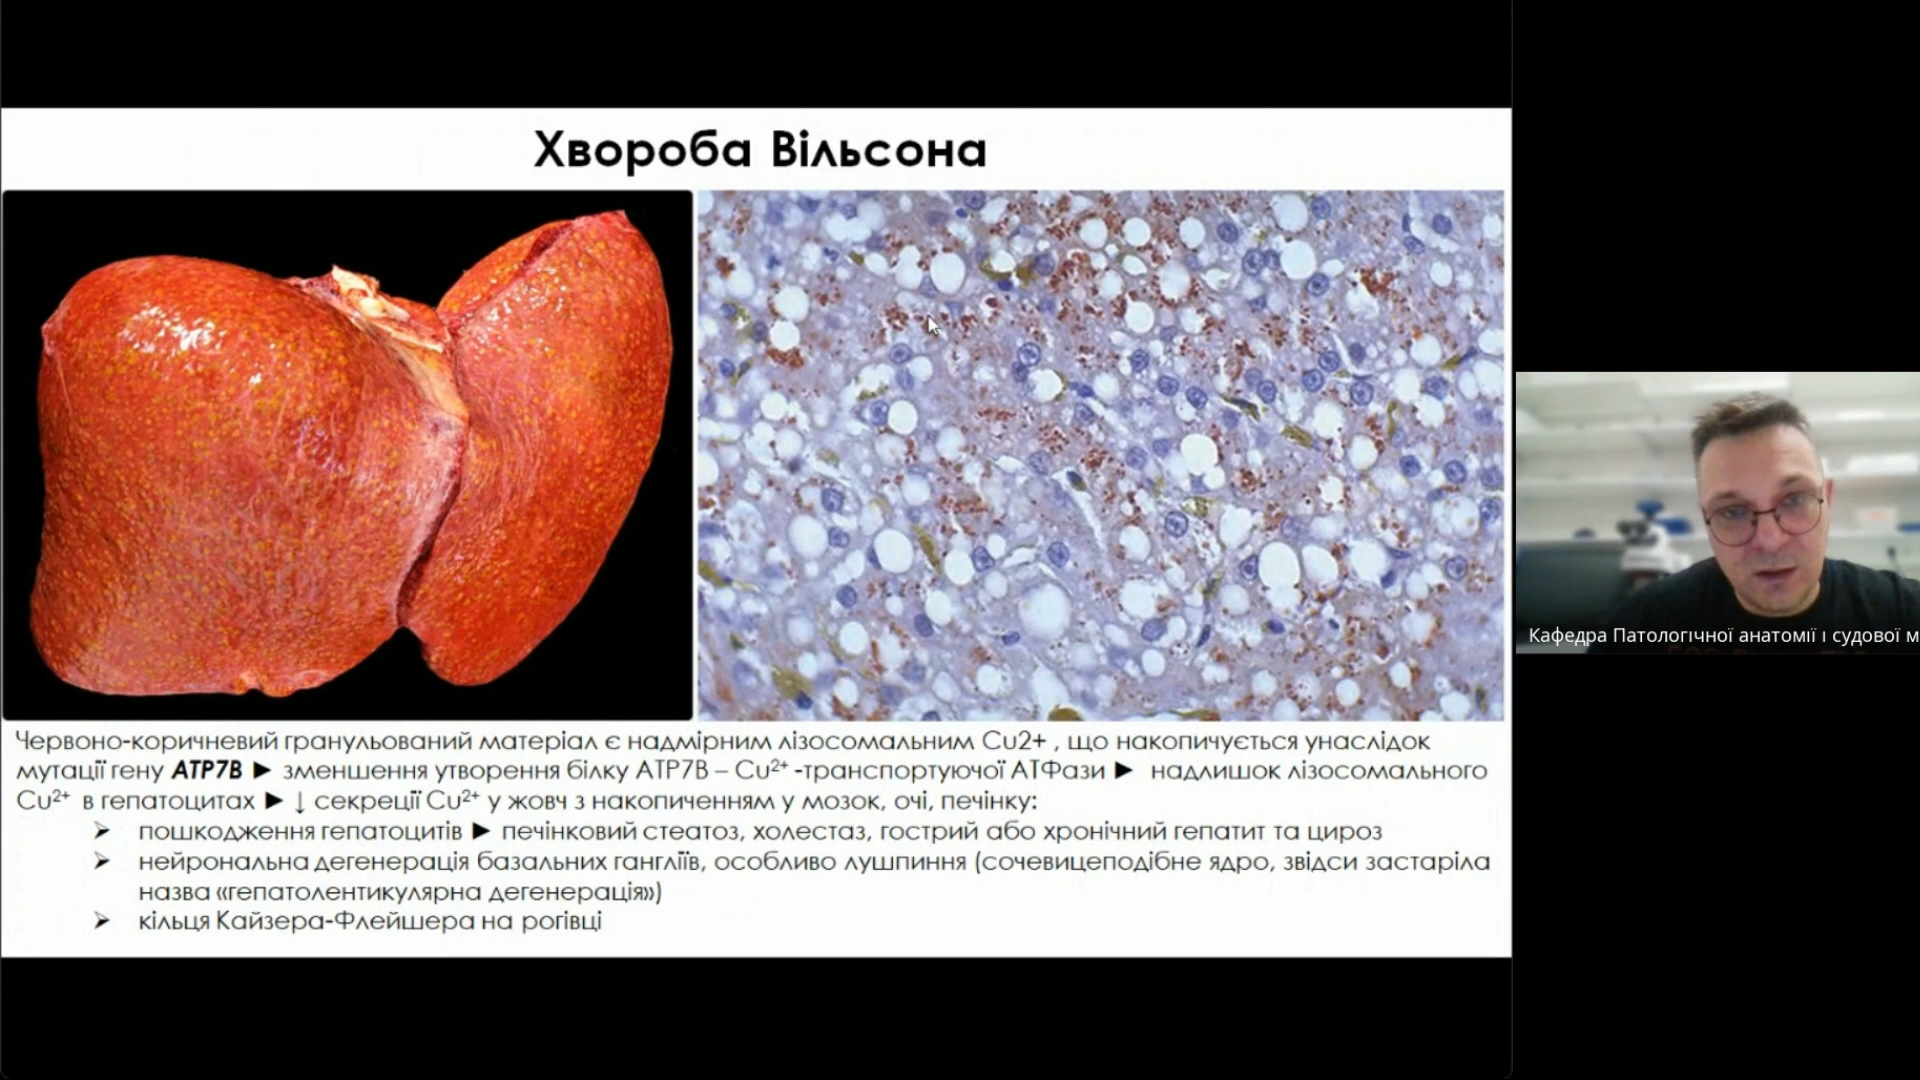 Хвороба Вільсона
Червоно-коричневий гранульований матеріал є надмірним лізосомальним Cu2+ , що накопичується унаслідок
мутації гену ATP7B ► зменшення утворення білку ATP7B – Cu²⁺ -транспортуючої АТФази ► надлишок лізосомального
Cu²⁺ в гепатоцитах ► ↓ секреції Cu²⁺ у жовч з накопиченням у мозок, очі, печінку:
➢ пошкодження гепатоцитів ► печінковий стеатоз, холестаз, гострий або хронічний гепатит та цироз
➢ нейрональна дегенерація базальних гангліїв, особливо лушпиння (сочевицеподібне ядро, звідси застаріла
назва «гепатолентикулярна дегенерація»)
➢ кільця Кайзера-Флейшера на рогівці
Кафедра Патологічної анатомії і судової м